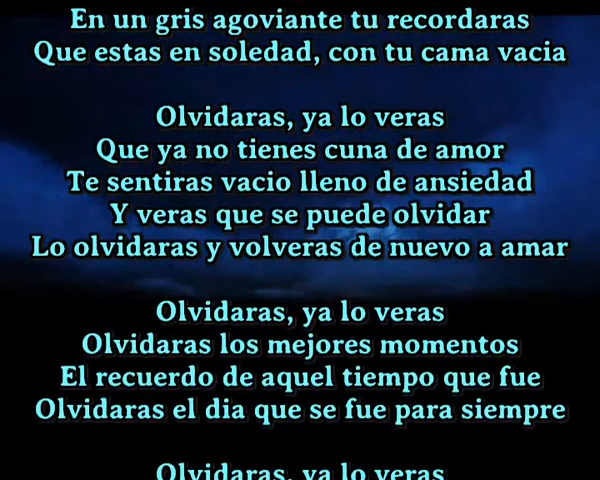 En un gris agoviante tu recordaras
Que estas en soledad, con tu cama vacia
Olvidaras, ya lo veras
Que ya no tienes cuna de amor
Te sentiras vacio lleno de ansiedad
Y veras que se puede olvidar
Lo olvidaras y volveras de nuevo a amar
Olvidaras, ya lo veras
Olvidaras los mejores momentos
El recuerdo de aquel tiempo que fue
Olvidaras el dia que se fue para siempre
Olvidaras, ya lo veras